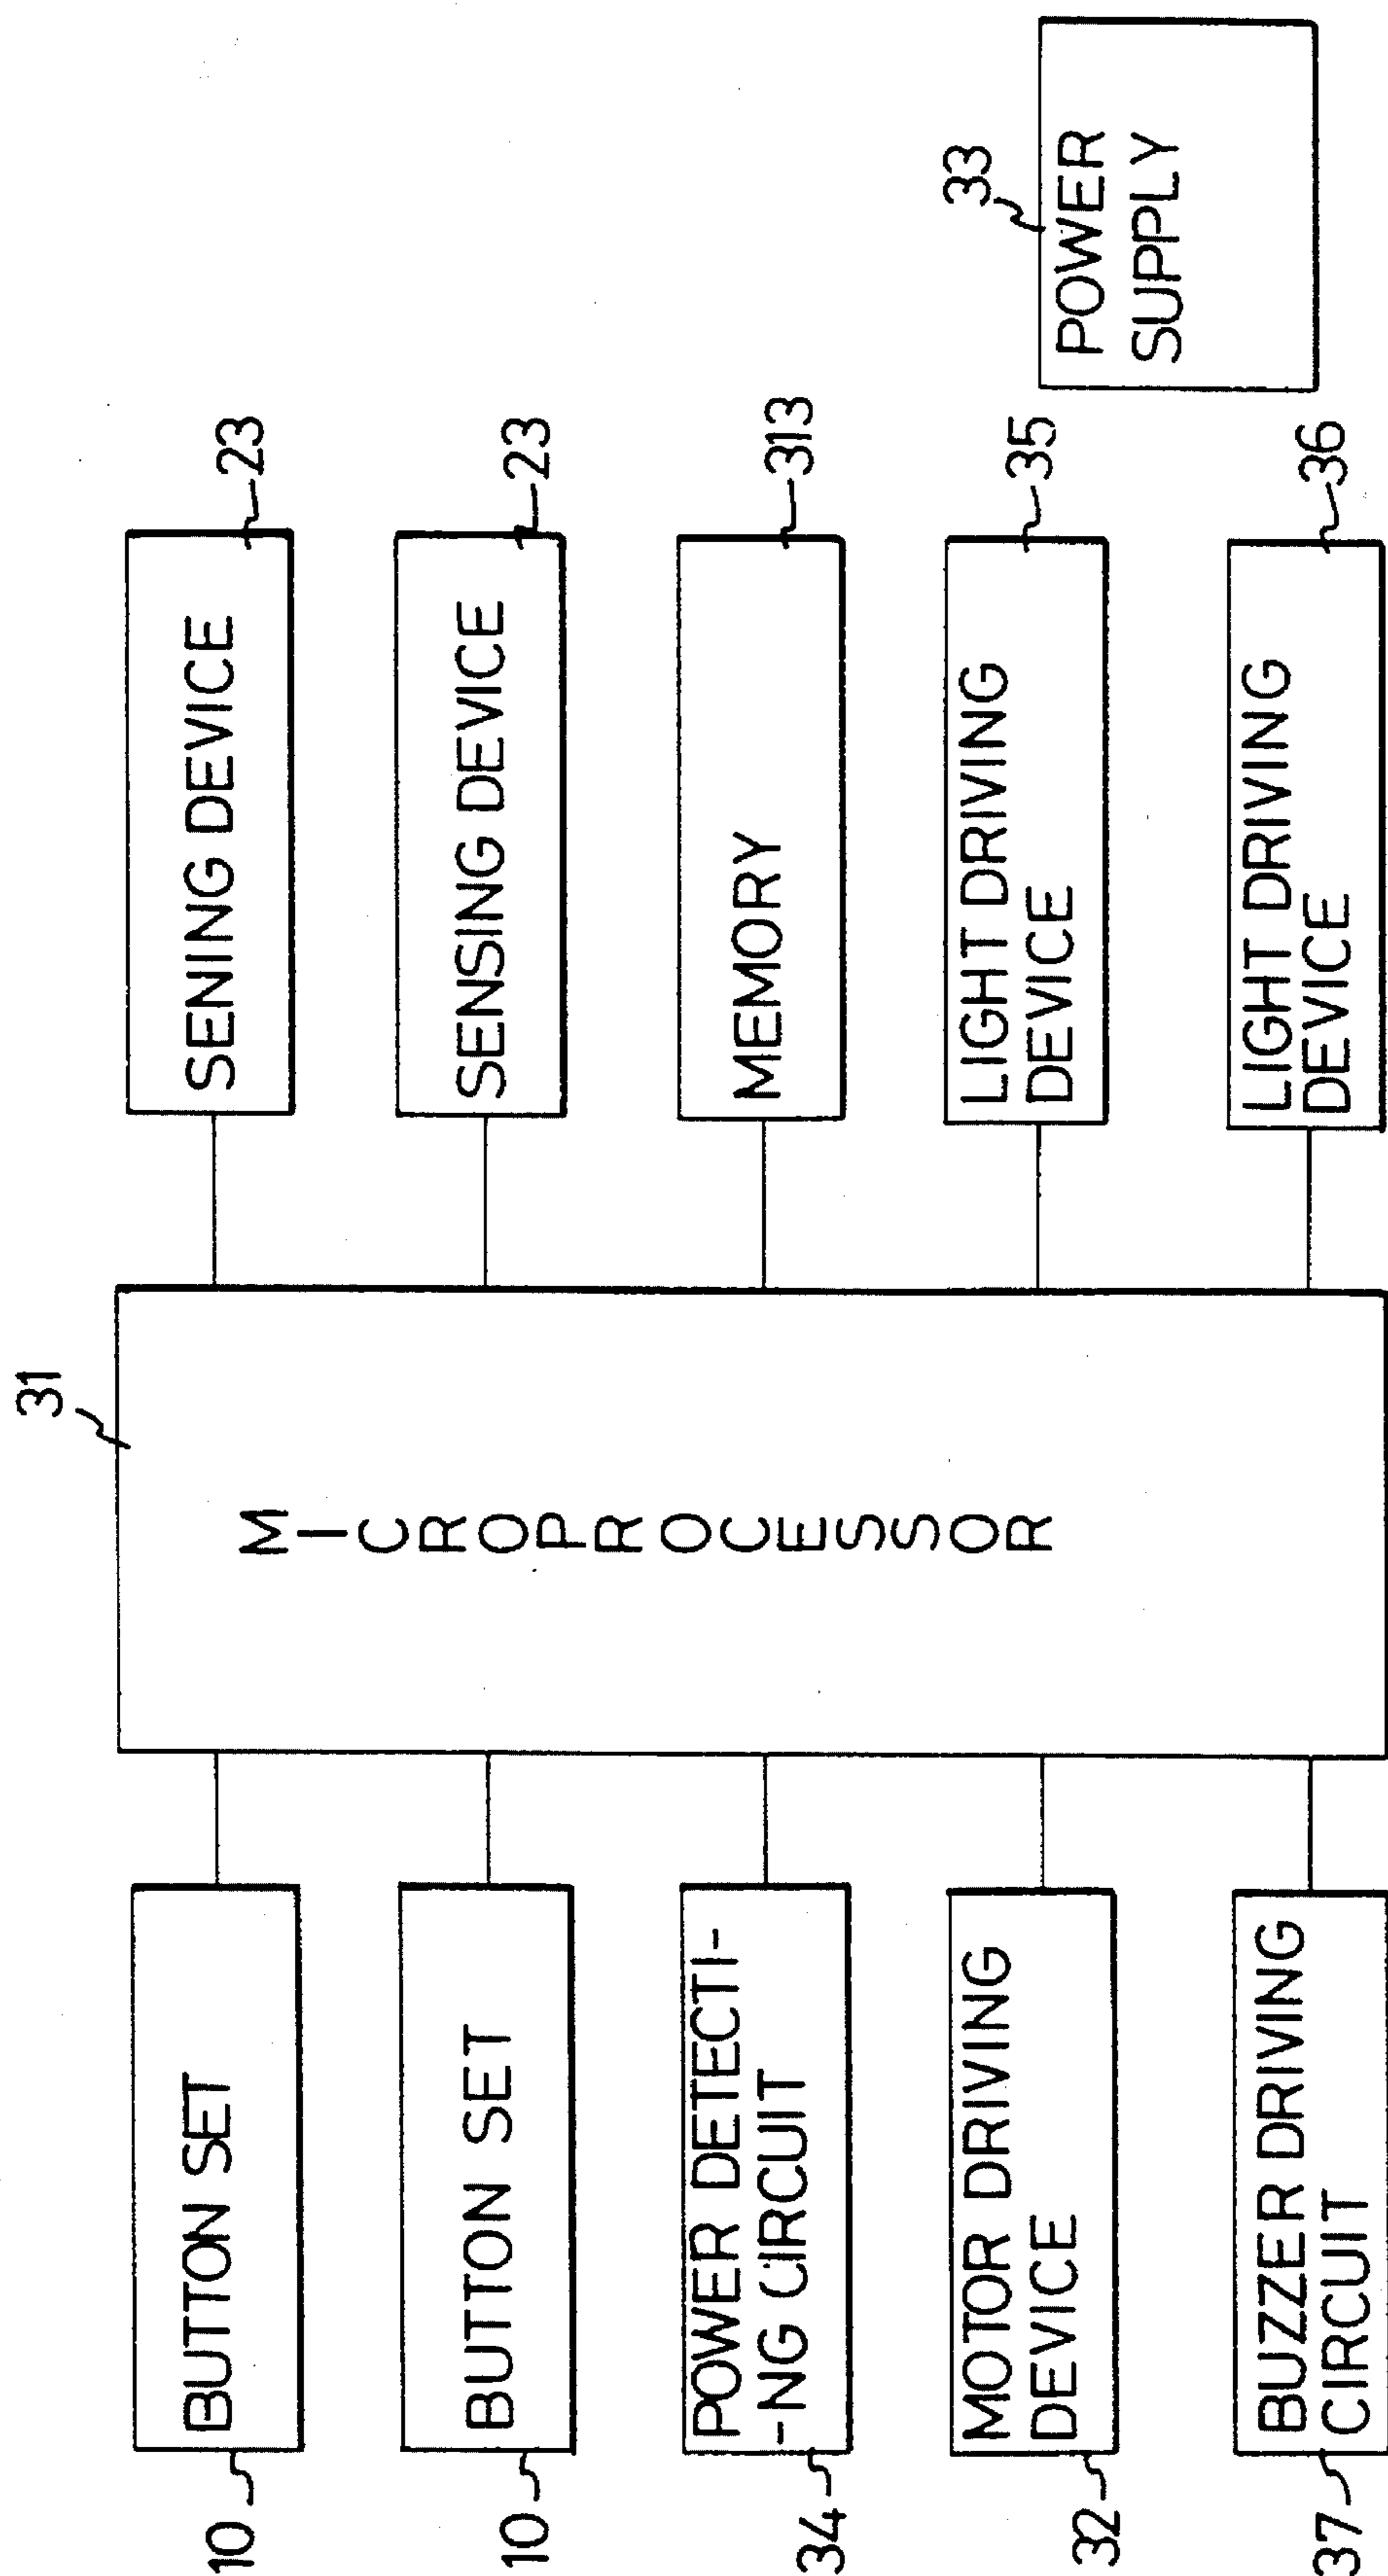 31
MICROPROCESSOR
10
BUTTON SET
10
BUTTON SET
34
POWER DETECTI-
-NG CIRCUIT
32
MOTOR DRIVING
DEVICE
37
BUZZER DRIVING
CIRCUIT
SENING DEVICE
23
SENSING DEVICE
23
MEMORY
313
LIGHT DRIVING
DEVICE
35
LIGHT DRIVING
DEVICE
36
33
POWER
SUPPLY